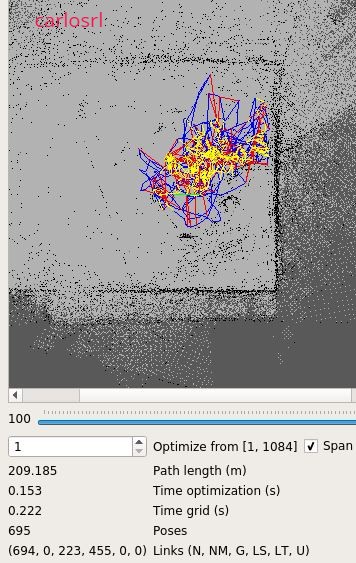 carlosrl
100
1 Optimize from [1, 1084] Span
209.185 Path length (m)
0.153 Time optimization (s)
0.222 Time grid (s)
695 Poses
(694, 0, 223, 455, 0, 0) Links (N, NM, G, LS, LT, U)